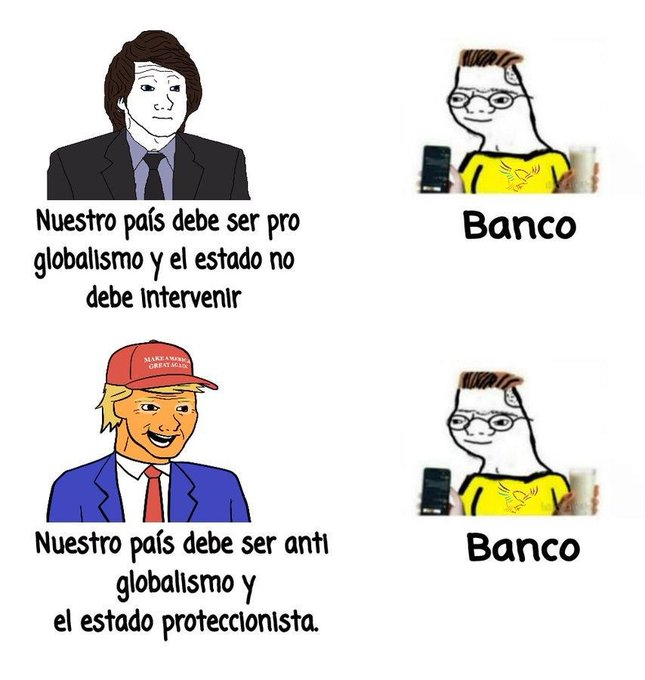 Nuestro país debe ser pro
globalismo y el estado no
debe intervenir
Banco
MAKE AMERICA
GREAT AGAIN
Nuestro país debe ser anti
globalismo y
el estado proteccionista.
Banco